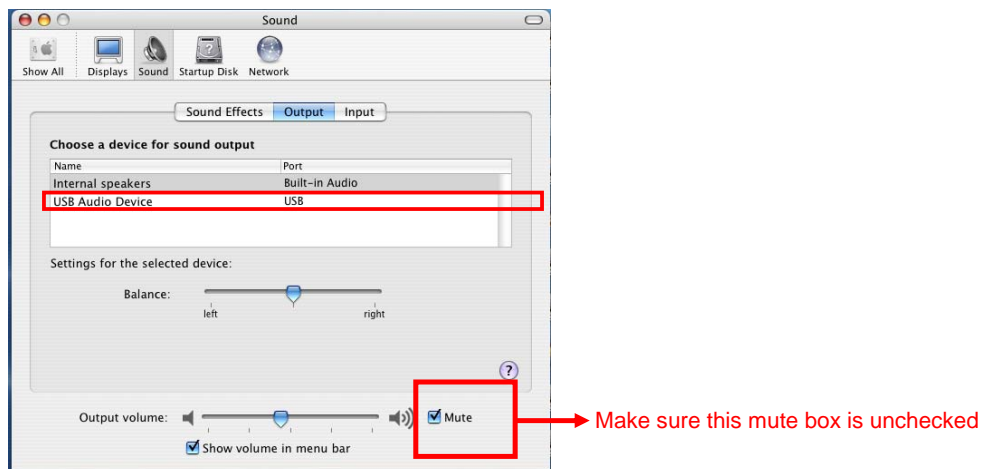 Sound
Show All Displays Sound Startup Disk Network
Sound Effects Output Input
Choose a device for sound output
Name Port
Internal speakers Built-in Audio
USB Audio Device USB
Settings for the selected device:
Balance:
left right
?
Output volume: Mute
Make sure this mute box is unchecked
Show volume in menu bar